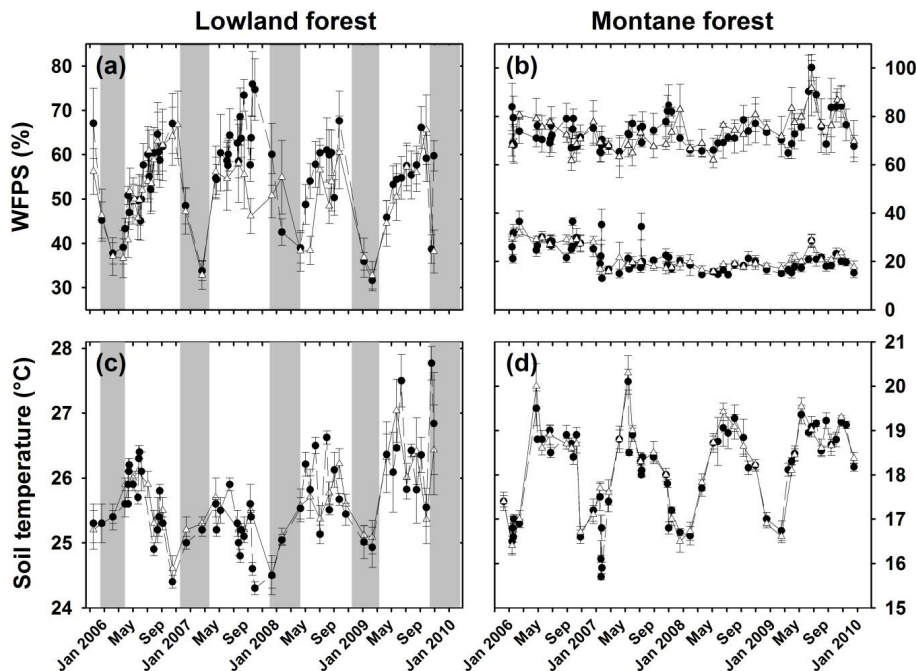 Lowland forest
Montane forest
WFPS (%)
(a)
80
70
60
50
40
30
(b)
100
80
60
40
20
0
Soil temperature (°C)
(c)
28
27
26
25
24
(d)
21
20
19
18
17
16
15
Jan 2006
May
Sep
Jan 2007
May
Sep
Jan 2008
May
Sep
Jan 2009
May
Sep
Jan 2010
Jan 2006
May
Sep
Jan 2007
May
Sep
Jan 2008
May
Sep
Jan 2009
May
Sep
Jan 2010